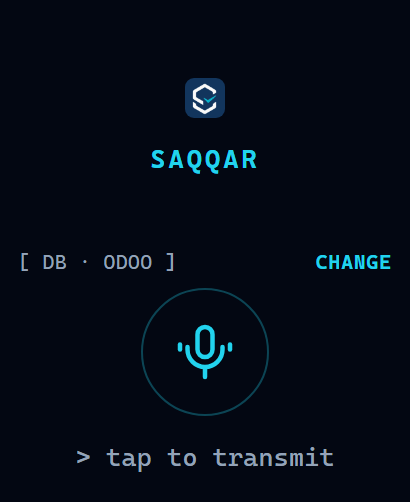 SAQQAR
[ DB · ODOO ] CHANGE
> tap to transmit